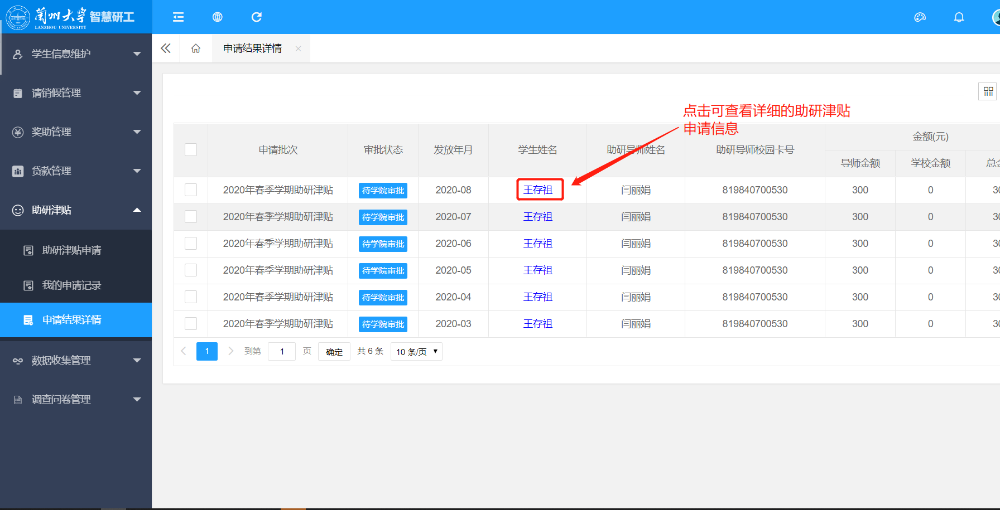 兰州大学 智慧研工
LANZHOU UNIVERSITY
学生信息维护
请销假管理
奖助管理
贷款管理
助研津贴
助研津贴申请
我的申请记录
申请结果详情
数据收集管理
调查问卷管理
申请结果详情
点击可查看详细的助研津贴
申请信息
申请批次 审批状态 发放年月 学生姓名 助研导师姓名 助研导师校园卡号 金额(元)
导师金额 学校金额 总金
2020年春季学期助研津贴 待学院审批 2020-08 王存祖 闫丽娟 819840700530 300 0 30
2020年春季学期助研津贴 待学院审批 2020-07 王存祖 闫丽娟 819840700530 300 0 30
2020年春季学期助研津贴 待学院审批 2020-06 王存祖 闫丽娟 819840700530 300 0 30
2020年春季学期助研津贴 待学院审批 2020-05 王存祖 闫丽娟 819840700530 300 0 30
2020年春季学期助研津贴 待学院审批 2020-04 王存祖 闫丽娟 819840700530 300 0 30
2020年春季学期助研津贴 待学院审批 2020-03 王存祖 闫丽娟 819840700530 300 0 30
1 到第 1 页 确定 共 6 条 10 条/页